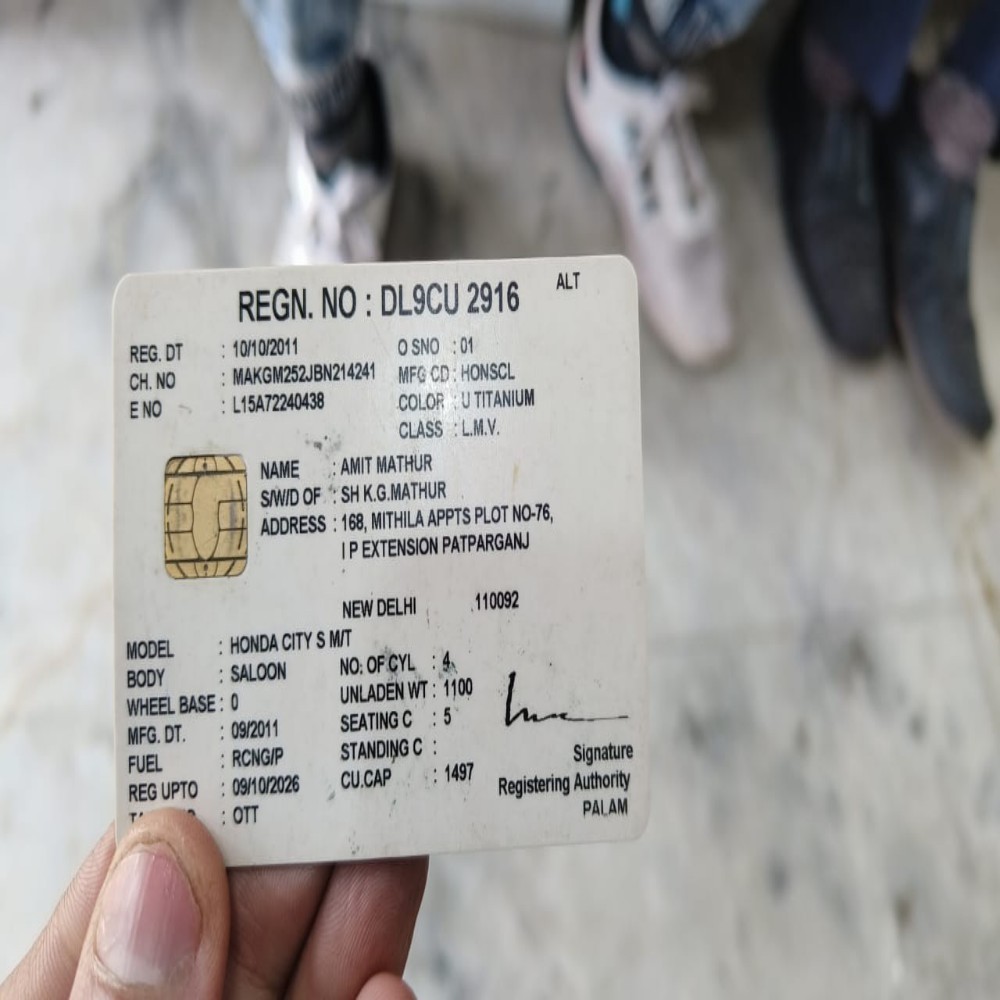 REGN. NO : DL9CU 2916 ALT
REG. DT : 10/10/2011 O SNO : 01
CH. NO : MAKGM252JBN214241 MFG CD : HONSCL
E NO : L15A72240438 COLOR : U TITANIUM
CLASS : L.M.V.
NAME : AMIT MATHUR
S/W/D OF : SH K.G.MATHUR
ADDRESS : 168, MITHILA APPTS PLOT NO-76,
I P EXTENSION PATPARGANJ
NEW DELHI 110092
MODEL : HONDA CITY S M/T
BODY : SALOON NO. OF CYL : 4
WHEEL BASE : 0 UNLADEN WT : 1100
MFG. DT. : 09/2011 SEATING C : 5
FUEL : RCNG/P STANDING C :
REG UPTO : 09/10/2026 CU.CAP : 1497
: OTT
Signature
Registering Authority
PALAM